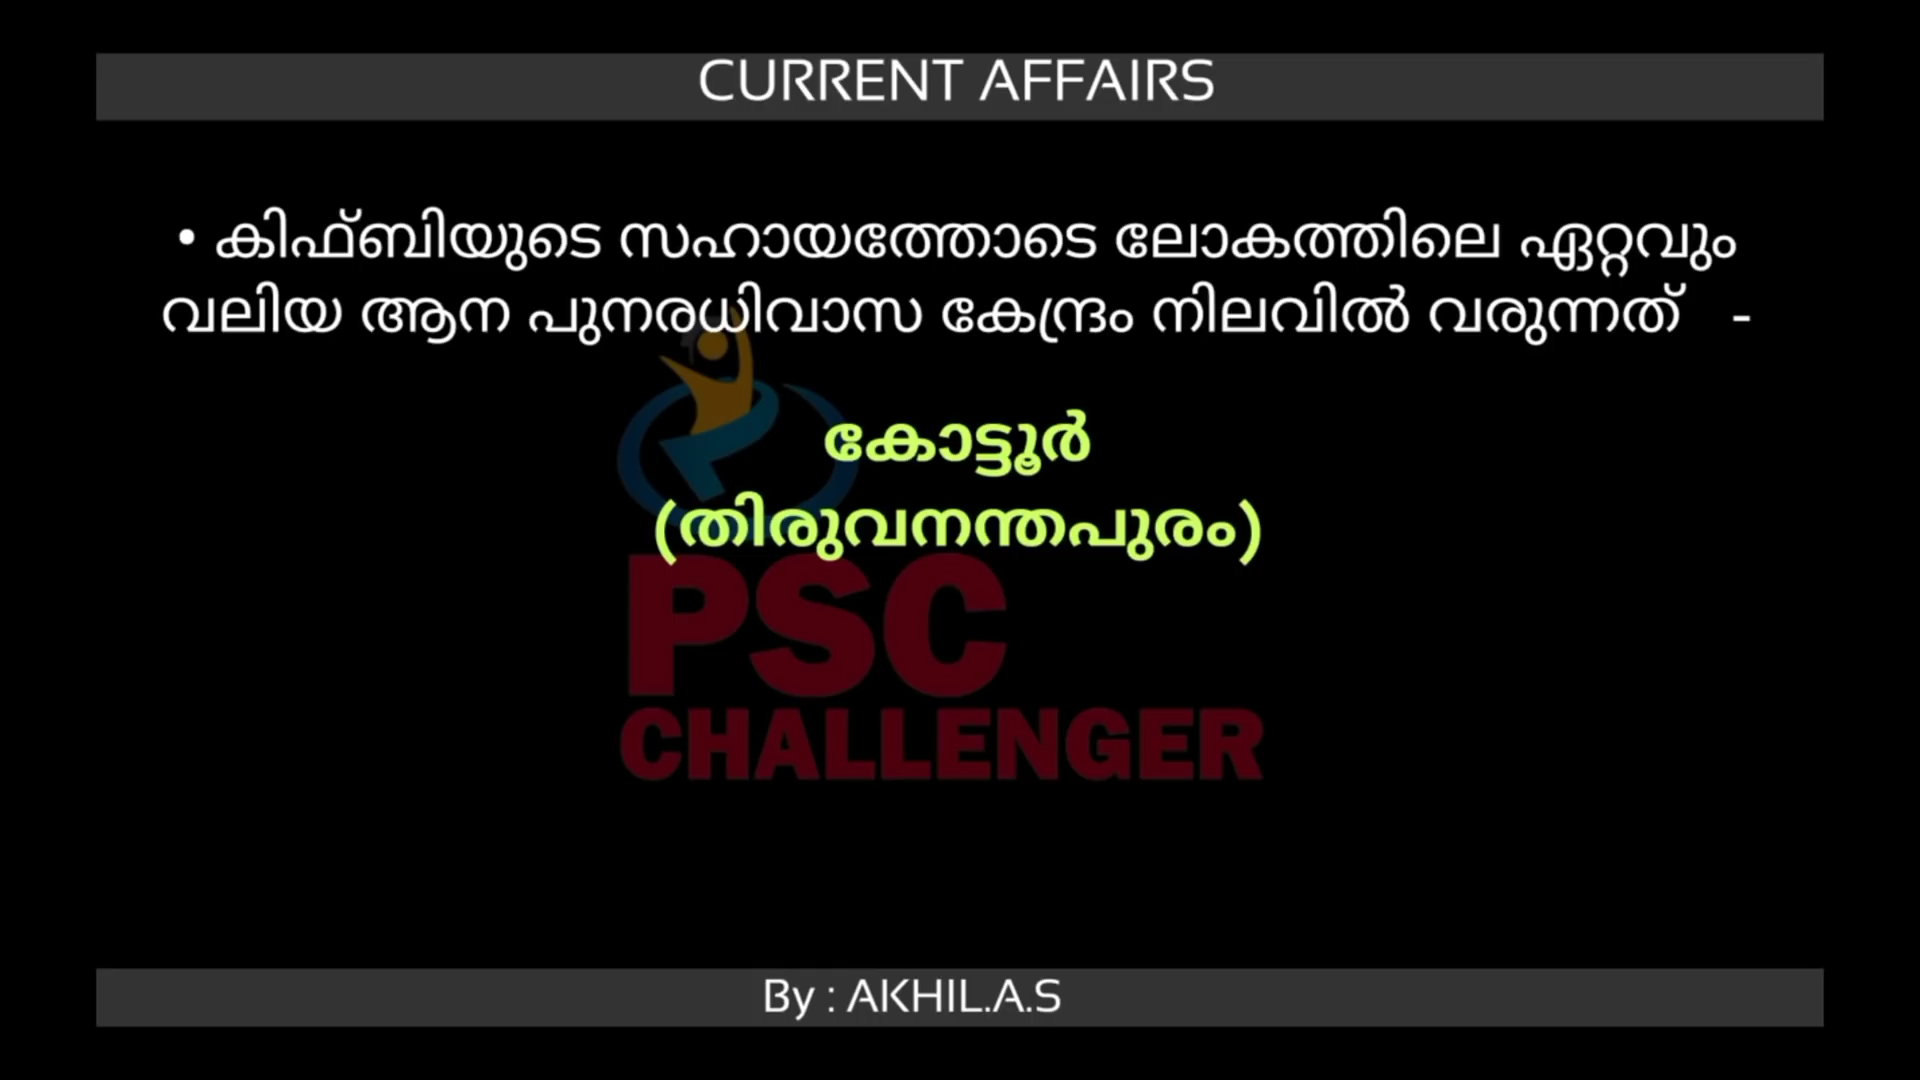 CURRENT AFFAIRS
• കിഫ്ബിയുടെ സഹായത്തോടെ ലോകത്തിലെ ഏറ്റവും
വലിയ ആന പുനരധിവാസ കേന്ദ്രം നിലവിൽ വരുന്നത് -
കോട്ടൂർ
(തിരുവനന്തപുരം)
PSC
CHALLENGER
By : AKHIL.A.S